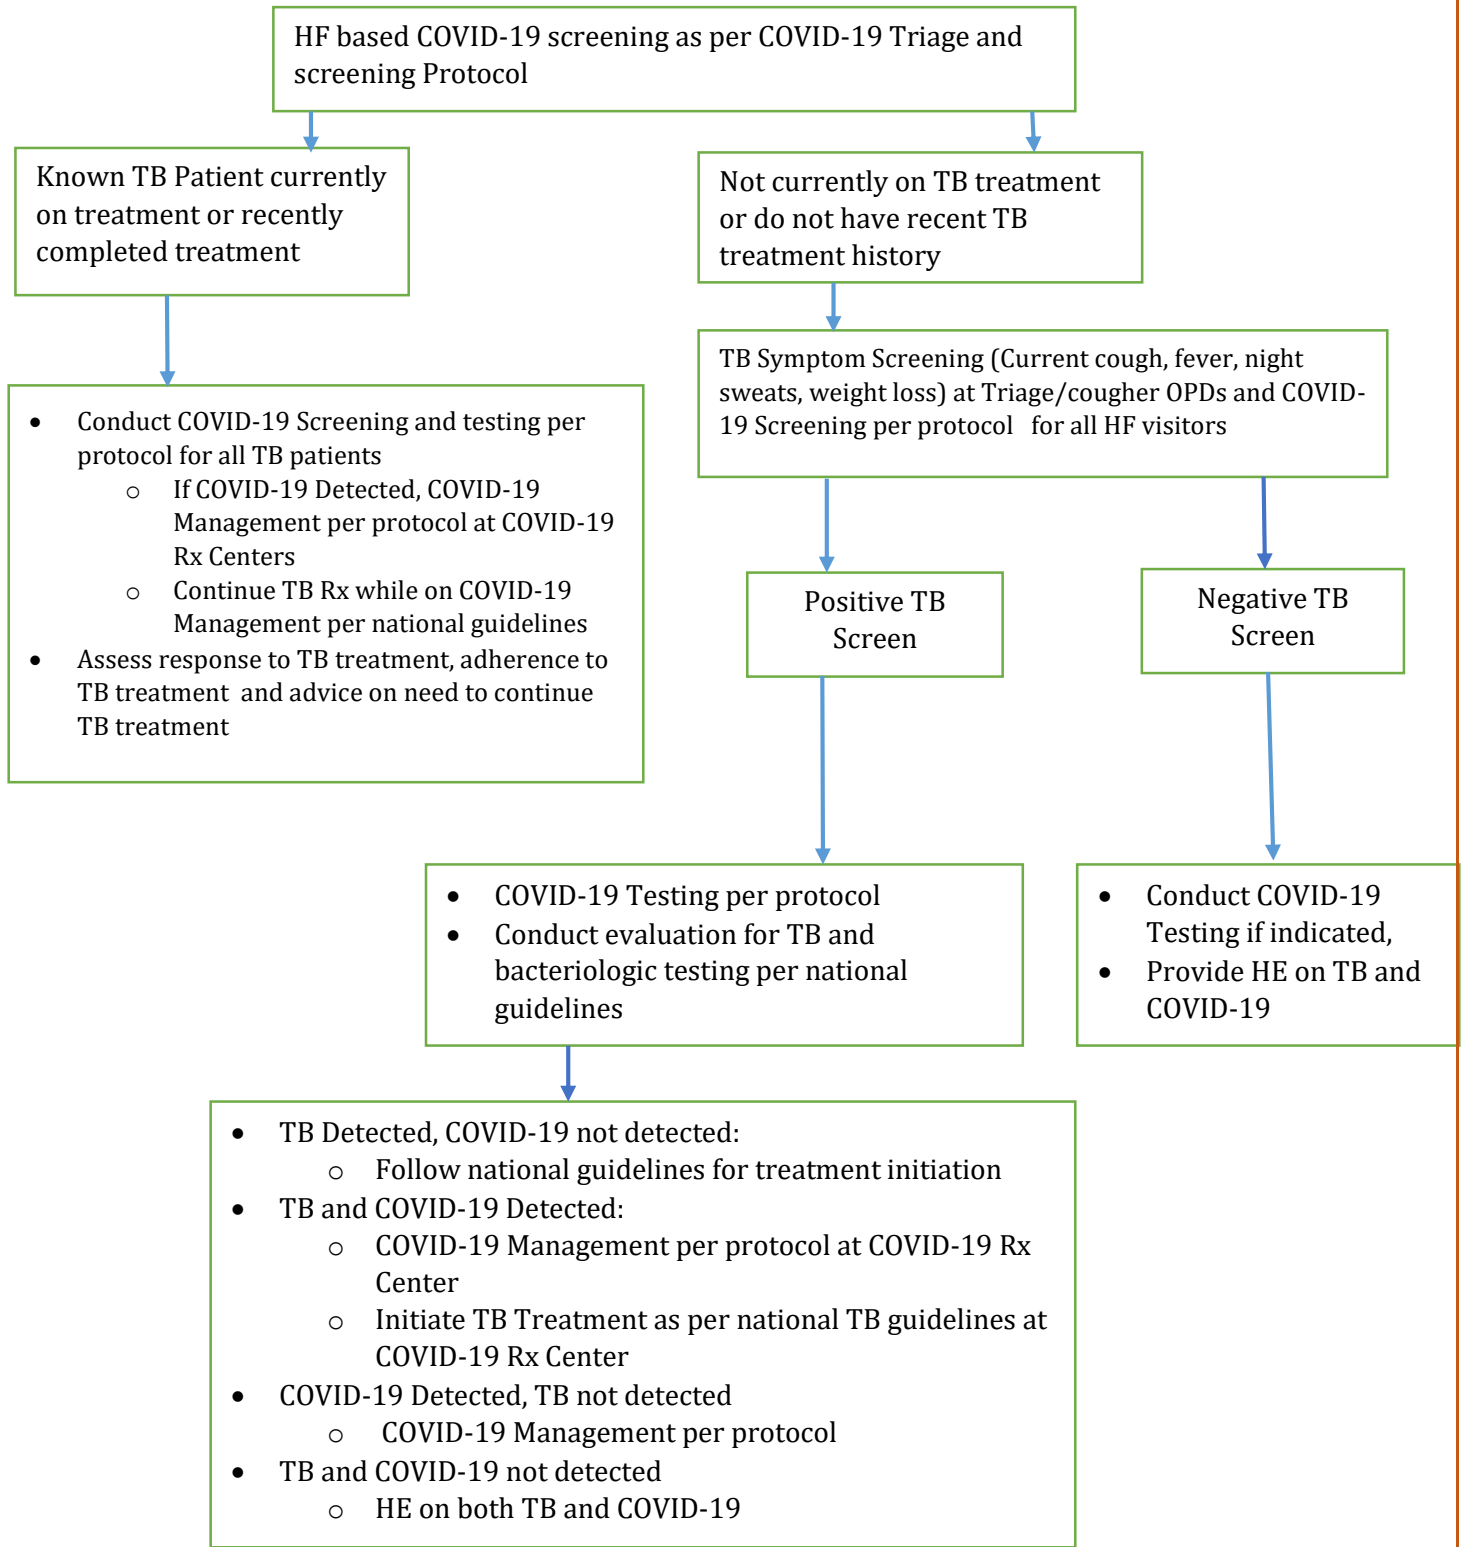 HF based COVID-19 screening as per COVID-19 Triage and
screening Protocol
Known TB Patient currently
on treatment or recently
completed treatment
Not currently on TB treatment
or do not have recent TB
treatment history
TB Symptom Screening (Current cough, fever, night
sweats, weight loss) at Triage/cougher OPDs and COVID-
19 Screening per protocol for all HF visitors
• Conduct COVID-19 Screening and testing per
protocol for all TB patients
o If COVID-19 Detected, COVID-19
Management per protocol at COVID-19
Rx Centers
o Continue TB Rx while on COVID-19
Management per national guidelines
• Assess response to TB treatment, adherence to
TB treatment and advice on need to continue
TB treatment
Positive TB
Screen
Negative TB
Screen
• COVID-19 Testing per protocol
• Conduct evaluation for TB and
bacteriologic testing per national
guidelines
• Conduct COVID-19
Testing if indicated,
• Provide HE on TB and
COVID-19
• TB Detected, COVID-19 not detected:
o Follow national guidelines for treatment initiation
• TB and COVID-19 Detected:
o COVID-19 Management per protocol at COVID-19 Rx
Center
o Initiate TB Treatment as per national TB guidelines at
COVID-19 Rx Center
• COVID-19 Detected, TB not detected
o COVID-19 Management per protocol
• TB and COVID-19 not detected
o HE on both TB and COVID-19